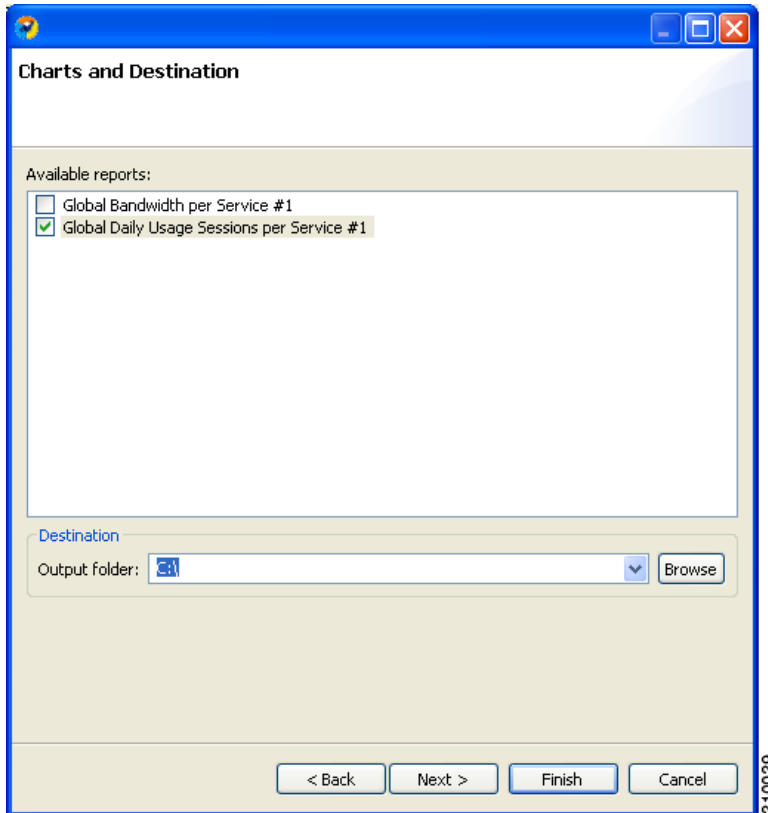 Charts and Destination
Available reports:
Global Bandwidth per Service #1
Global Daily Usage Sessions per Service #1
Destination
Output folder: C:\ Browse
< Back Next > Finish Cancel